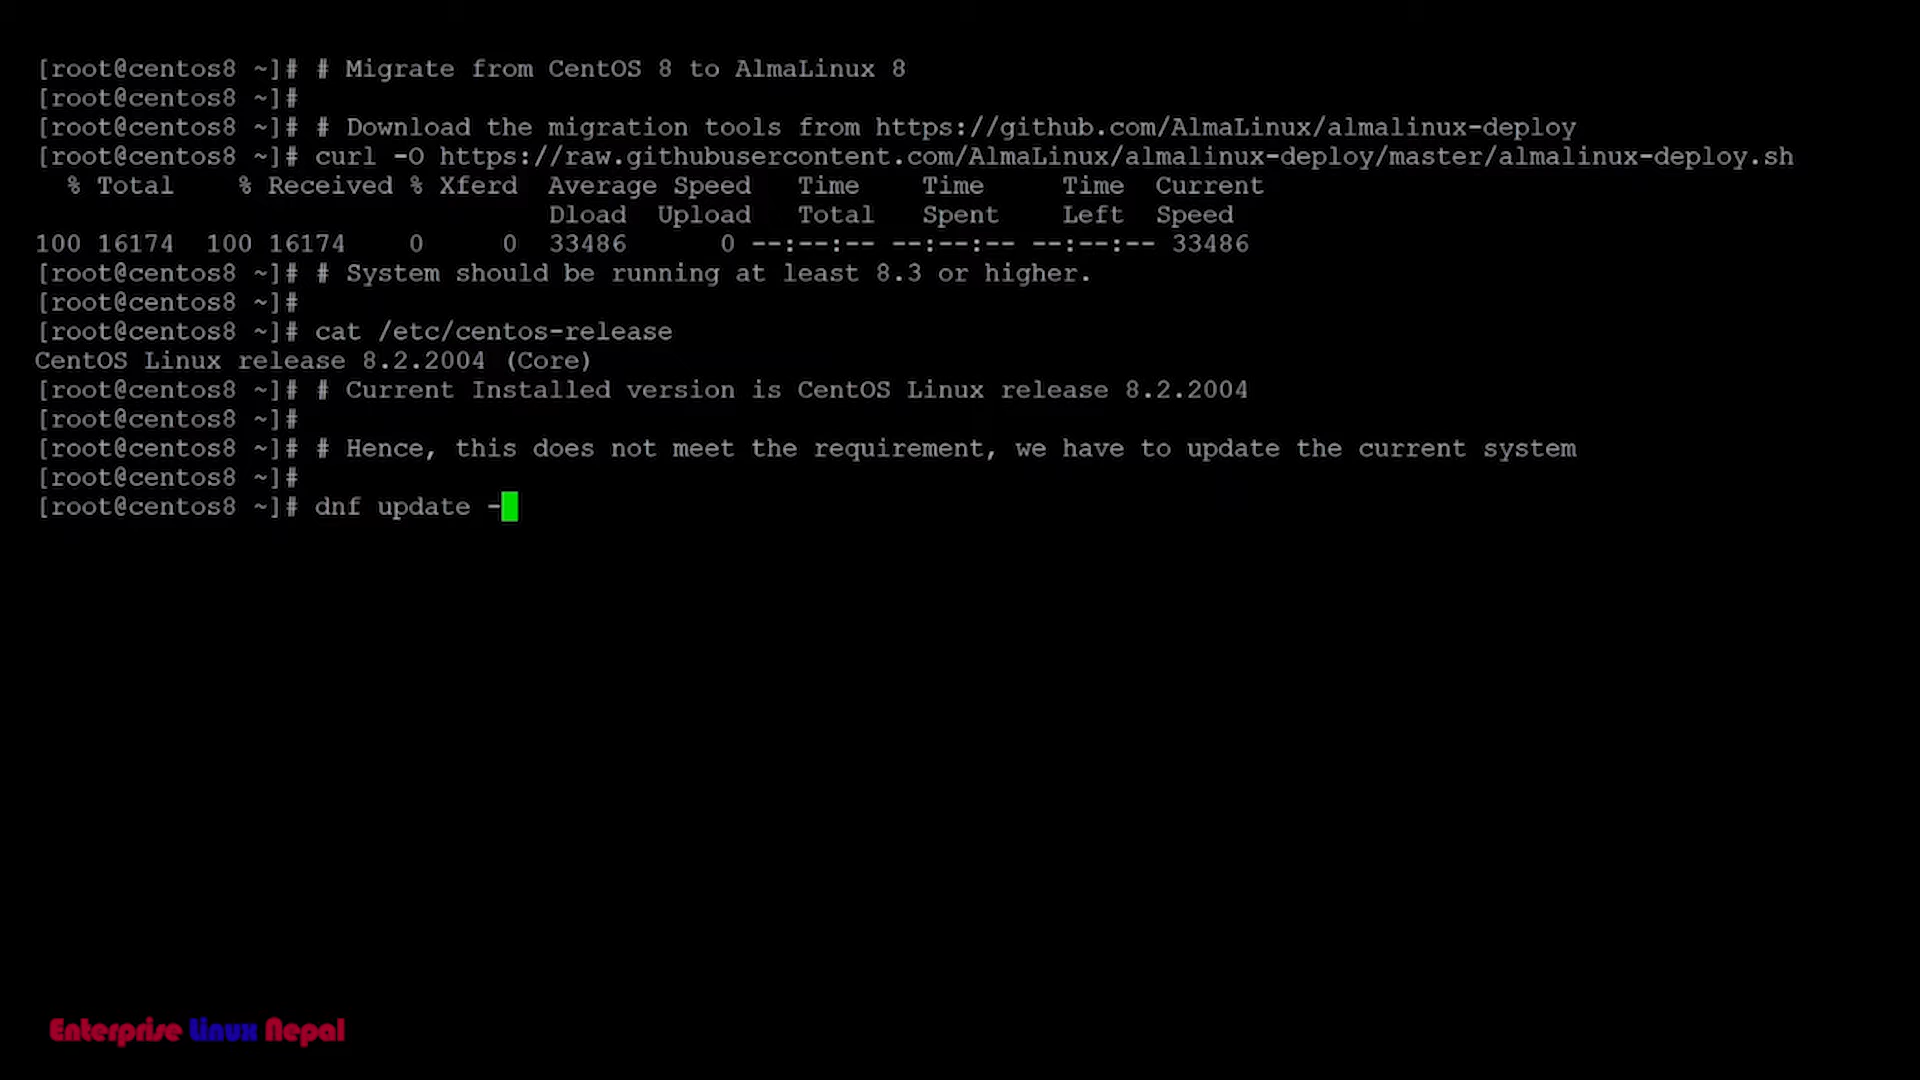 [root@centos8 ~]# # Migrate from CentOS 8 to AlmaLinux 8
[root@centos8 ~]#
[root@centos8 ~]# # Download the migration tools from https://github.com/AlmaLinux/almalinux-deploy
[root@centos8 ~]# curl -O https://raw.githubusercontent.com/AlmaLinux/almalinux-deploy/master/almalinux-deploy.sh
  % Total    % Received % Xferd  Average Speed   Time    Time     Time  Current
                                 Dload  Upload   Total   Spent    Left  Speed
100 16174  100 16174    0     0  33486      0 --:--:-- --:--:-- --:--:-- 33486
[root@centos8 ~]# # System should be running at least 8.3 or higher.
[root@centos8 ~]#
[root@centos8 ~]# cat /etc/centos-release
CentOS Linux release 8.2.2004 (Core)
[root@centos8 ~]# # Current Installed version is CentOS Linux release 8.2.2004
[root@centos8 ~]#
[root@centos8 ~]# # Hence, this does not meet the requirement, we have to update the current system
[root@centos8 ~]#
[root@centos8 ~]# dnf update -
Enterprise Linux Nepal